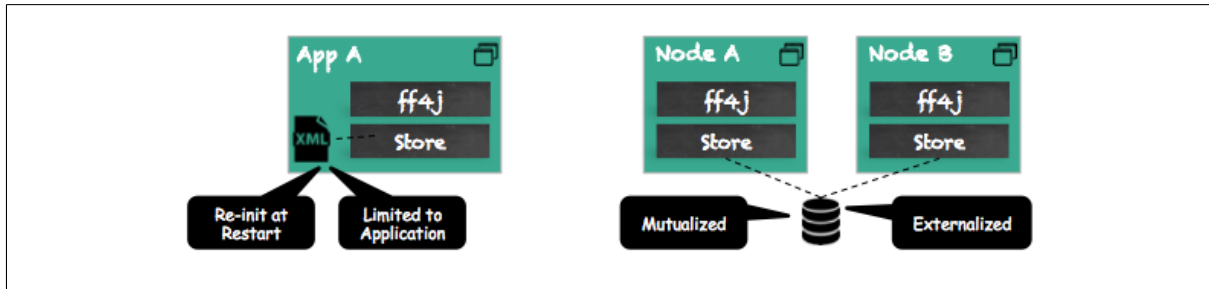 App A
ff4j
XML
Store
Re-init at
Restart
Limited to
Application
Node A
ff4j
Store
Node B
ff4j
Store
Mutualized
Externalized